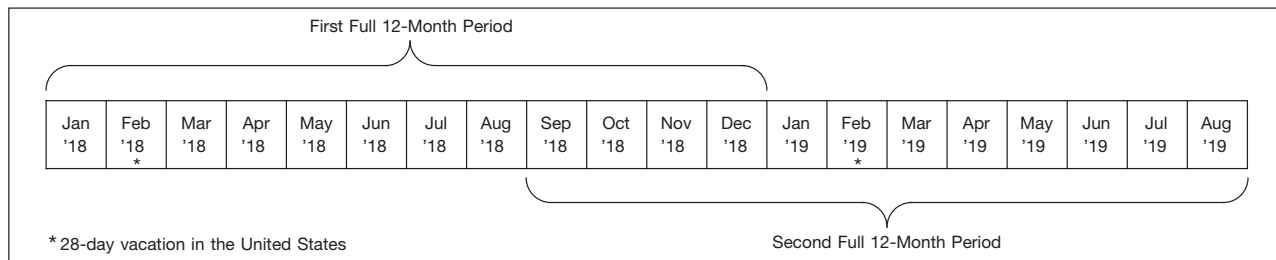 First Full 12-Month Period
Jan Feb Mar Apr May Jun Jul Aug Sep Oct Nov Dec Jan Feb Mar Apr May Jun Jul Aug
’18 ’18 ’18 ’18 ’18 ’18 ’18 ’18 ’18 ’18 ’18 ’18 ’19 ’19 ’19 ’19 ’19 ’19 ’19 ’19
* *
* 28-day vacation in the United States
Second Full 12-Month Period